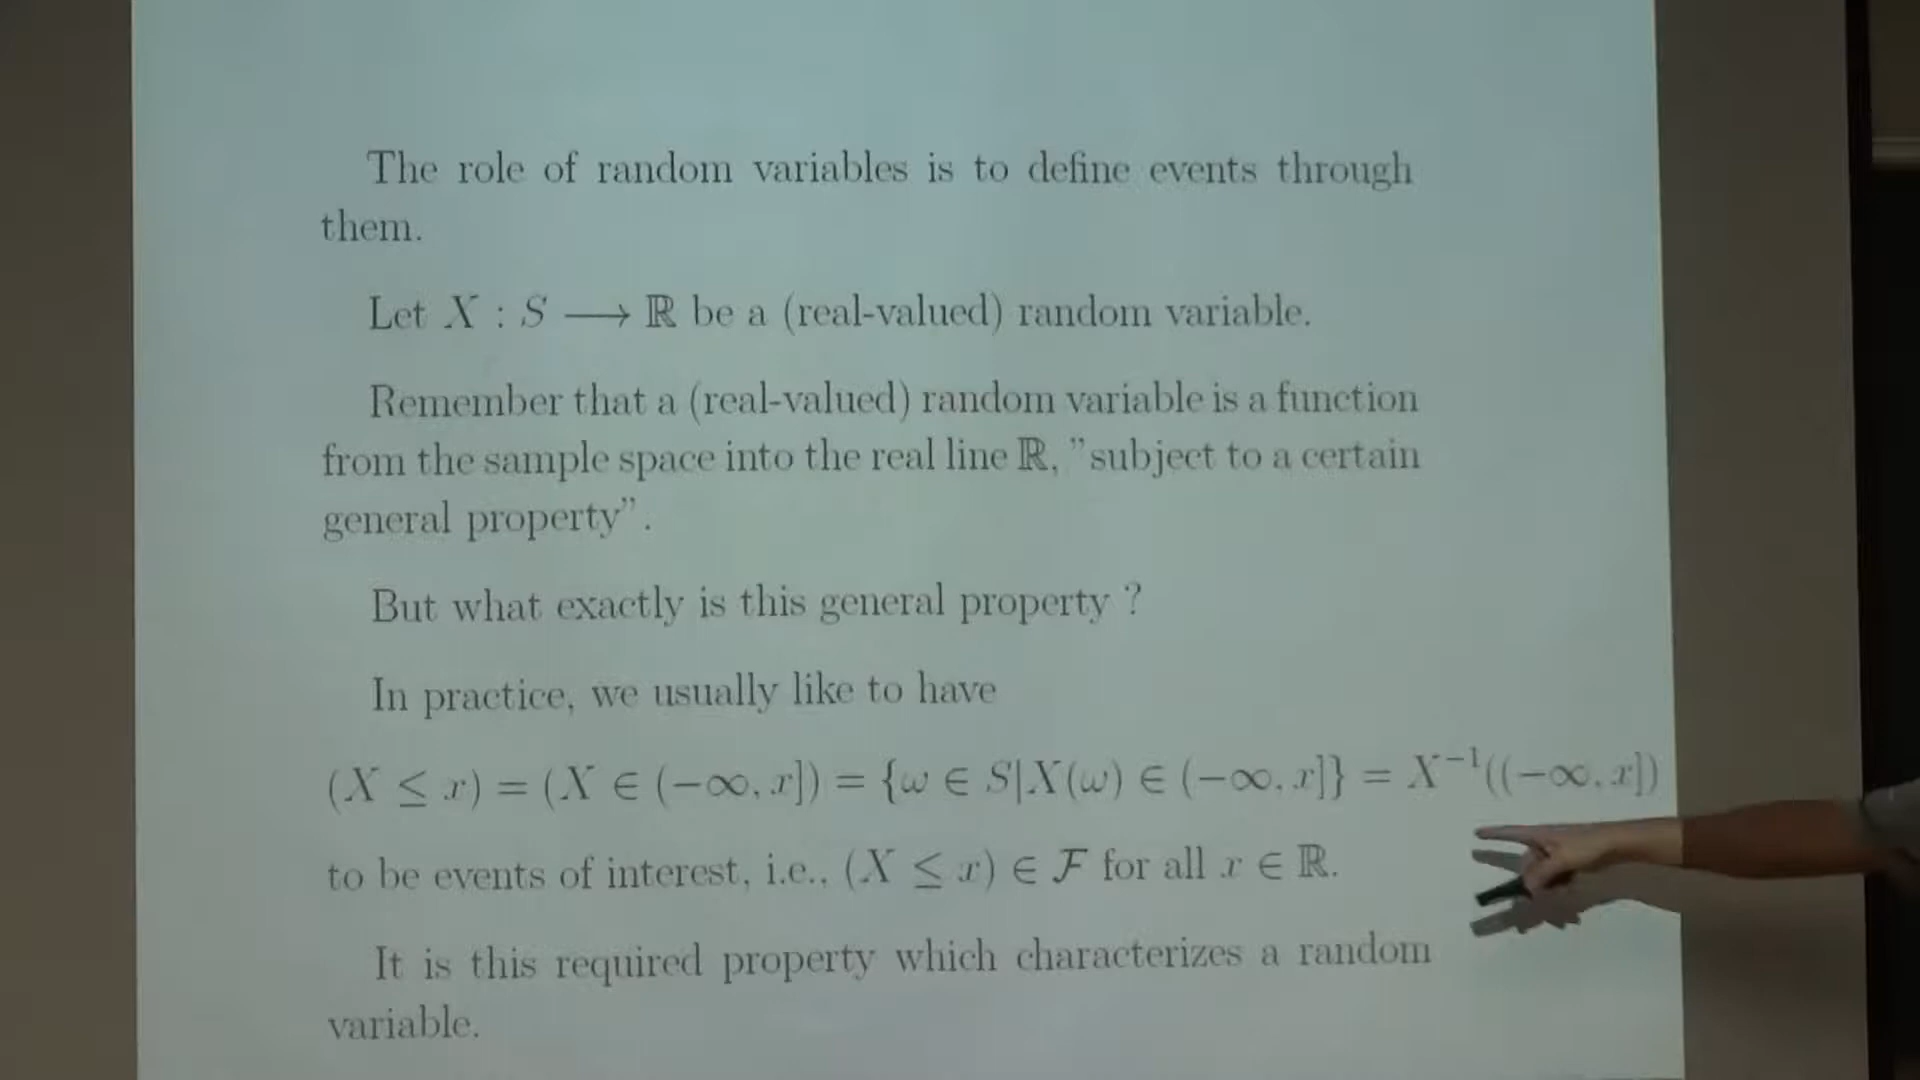 The role of random variables is to define events through
them.
Let X : S ⟶ ℝ be a (real-valued) random variable.
Remember that a (real-valued) random variable is a function
from the sample space into the real line ℝ, ”subject to a certain
general property”.
But what exactly is this general property ?
In practice, we usually like to have
(X ≤ x) = (X ∈ (−∞, x]) = {ω ∈ S|X(ω) ∈ (−∞, x]} = X⁻¹((−∞, x])
to be events of interest, i.e., (X ≤ x) ∈ ℱ for all x ∈ ℝ.
It is this required property which characterizes a random
variable.